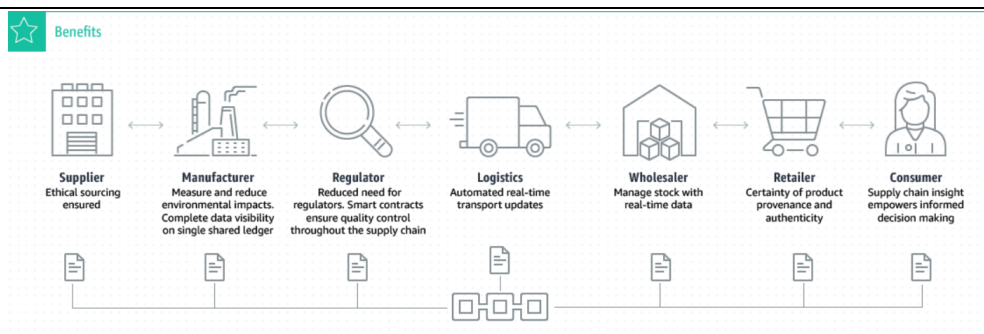 Benefits
Supplier
Ethical sourcing
ensured
Manufacturer
Measure and reduce
environmental impacts.
Complete data visibility
on single shared ledger
Regulator
Reduced need for
regulators. Smart contracts
ensure quality control
throughout the supply chain
Logistics
Automated real-time
transport updates
Wholesaler
Manage stock with
real-time data
Retailer
Certainty of product
provenance and
authenticity
Consumer
Supply chain insight
empowers informed
decision making